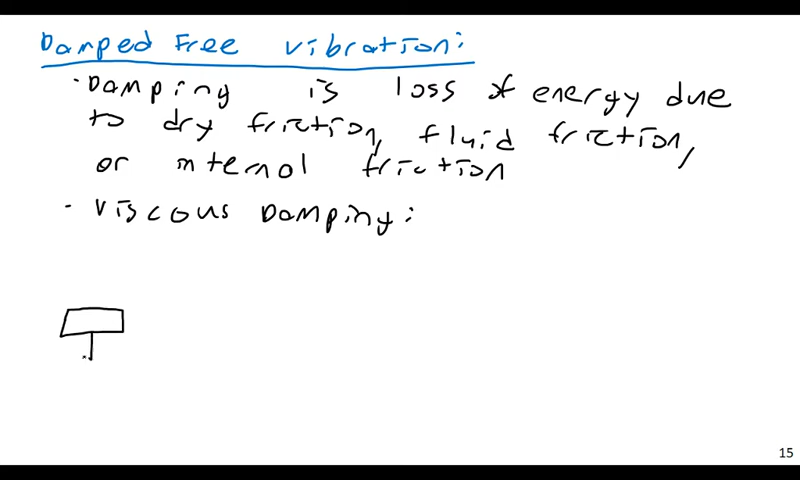 Damped Free Vibration:
· Damping is loss of energy due
to dry friction, fluid friction,
or internal friction
· Viscous Damping:
15